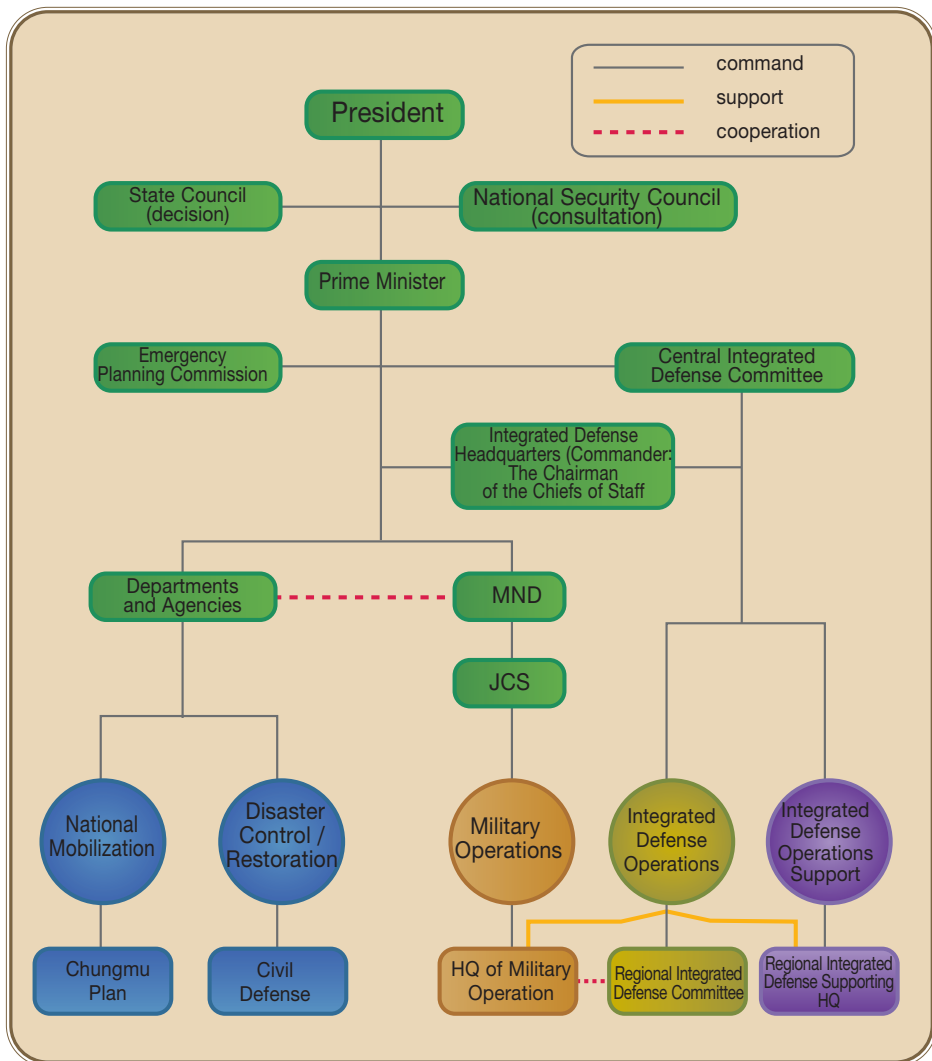 command
support
cooperation
President
State Council
(decision)
National Security Council
(consultation)
Prime Minister
Emergency
Planning Commission
Central Integrated
Defense Committee
Integrated Defense
Headquarters (Commander:
The Chairman
of the Chiefs of Staff
Departments
and Agencies
MND
JCS
National
Mobilization
Disaster
Control /
Restoration
Military
Operations
Integrated
Defense
Operations
Integrated
Defense
Operations
Support
Chungmu
Plan
Civil
Defense
HQ of Military
Operation
Regional Integrated
Defense Committee
Regional Integrated
Defense Supporting
HQ